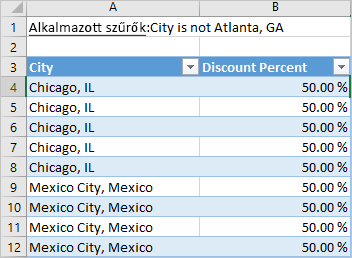 A B
1 Alkalmazott szűrők:City is not Atlanta, GA
2
3 City Discount Percent
4 Chicago, IL 50.00 %
5 Chicago, IL 50.00 %
6 Chicago, IL 50.00 %
7 Chicago, IL 50.00 %
8 Chicago, IL 50.00 %
9 Mexico City, Mexico 50.00 %
10 Mexico City, Mexico 50.00 %
11 Mexico City, Mexico 50.00 %
12 Mexico City, Mexico 50.00 %